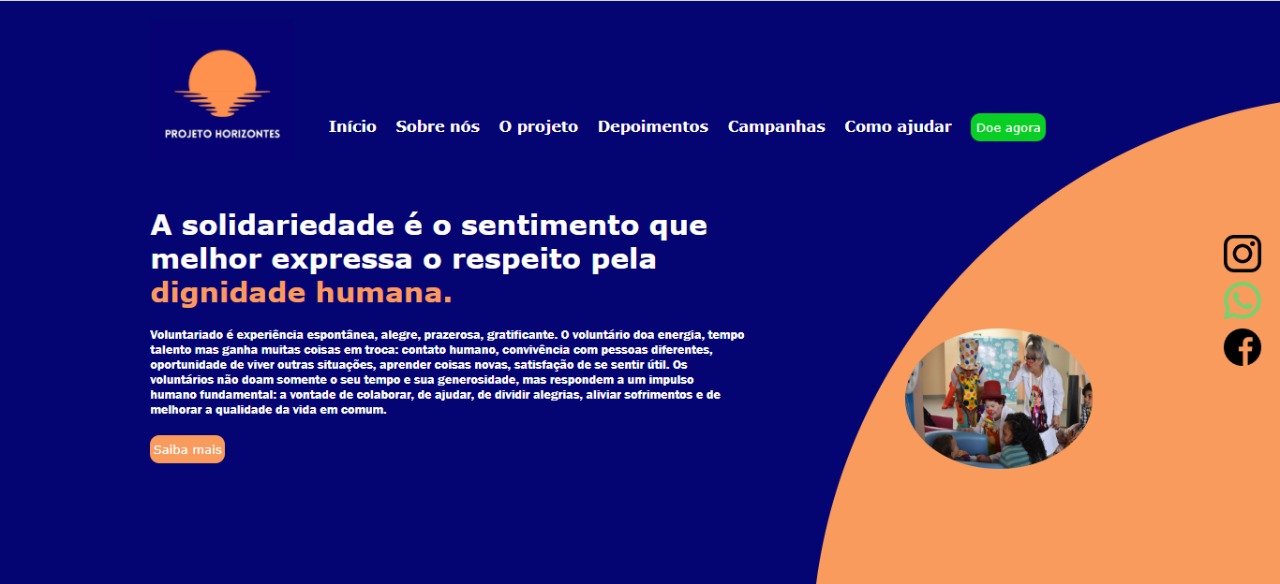 PROJETO HORIZONTES
Início Sobre nós O projeto Depoimentos Campanhas Como ajudar Doe agora
A solidariedade é o sentimento que
melhor expressa o respeito pela
dignidade humana.
Voluntariado é experiência espontânea, alegre, prazerosa, gratificante. O voluntário doa energia, tempo
talento mas ganha muitas coisas em troca: contato humano, convivência com pessoas diferentes,
oportunidade de viver outras situações, aprender coisas novas, satisfação de se sentir útil. Os
voluntários não doam somente o seu tempo e sua generosidade, mas respondem a um impulso
humano fundamental: a vontade de colaborar, de ajudar, de dividir alegrias, aliviar sofrimentos e de
melhorar a qualidade da vida em comum.
Saiba mais